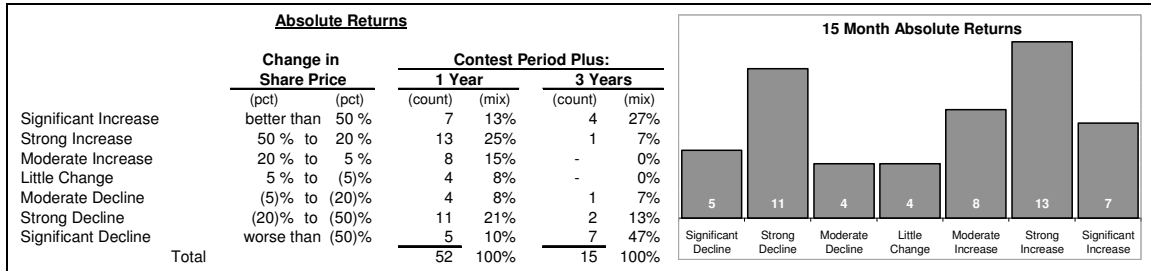 Absolute Returns
Change in Contest Period Plus:
Share Price 1 Year 3 Years
(pct) (pct) (count) (mix) (count) (mix)
Significant Increase better than 50 % 7 13% 4 27%
Strong Increase 50 % to 20 % 13 25% 1 7%
Moderate Increase 20 % to 5 % 8 15% - 0%
Little Change 5 % to (5)% 4 8% - 0%
Moderate Decline (5)% to (20)% 4 8% 1 7%
Strong Decline (20)% to (50)% 11 21% 2 13%
Significant Decline worse than (50)% 5 10% 7 47%
Total 52 100% 15 100%
15 Month Absolute Returns
5 11 4 4 8 13 7
Significant Strong Moderate Little Moderate Strong Significant
Decline Decline Decline Change Increase Increase Increase